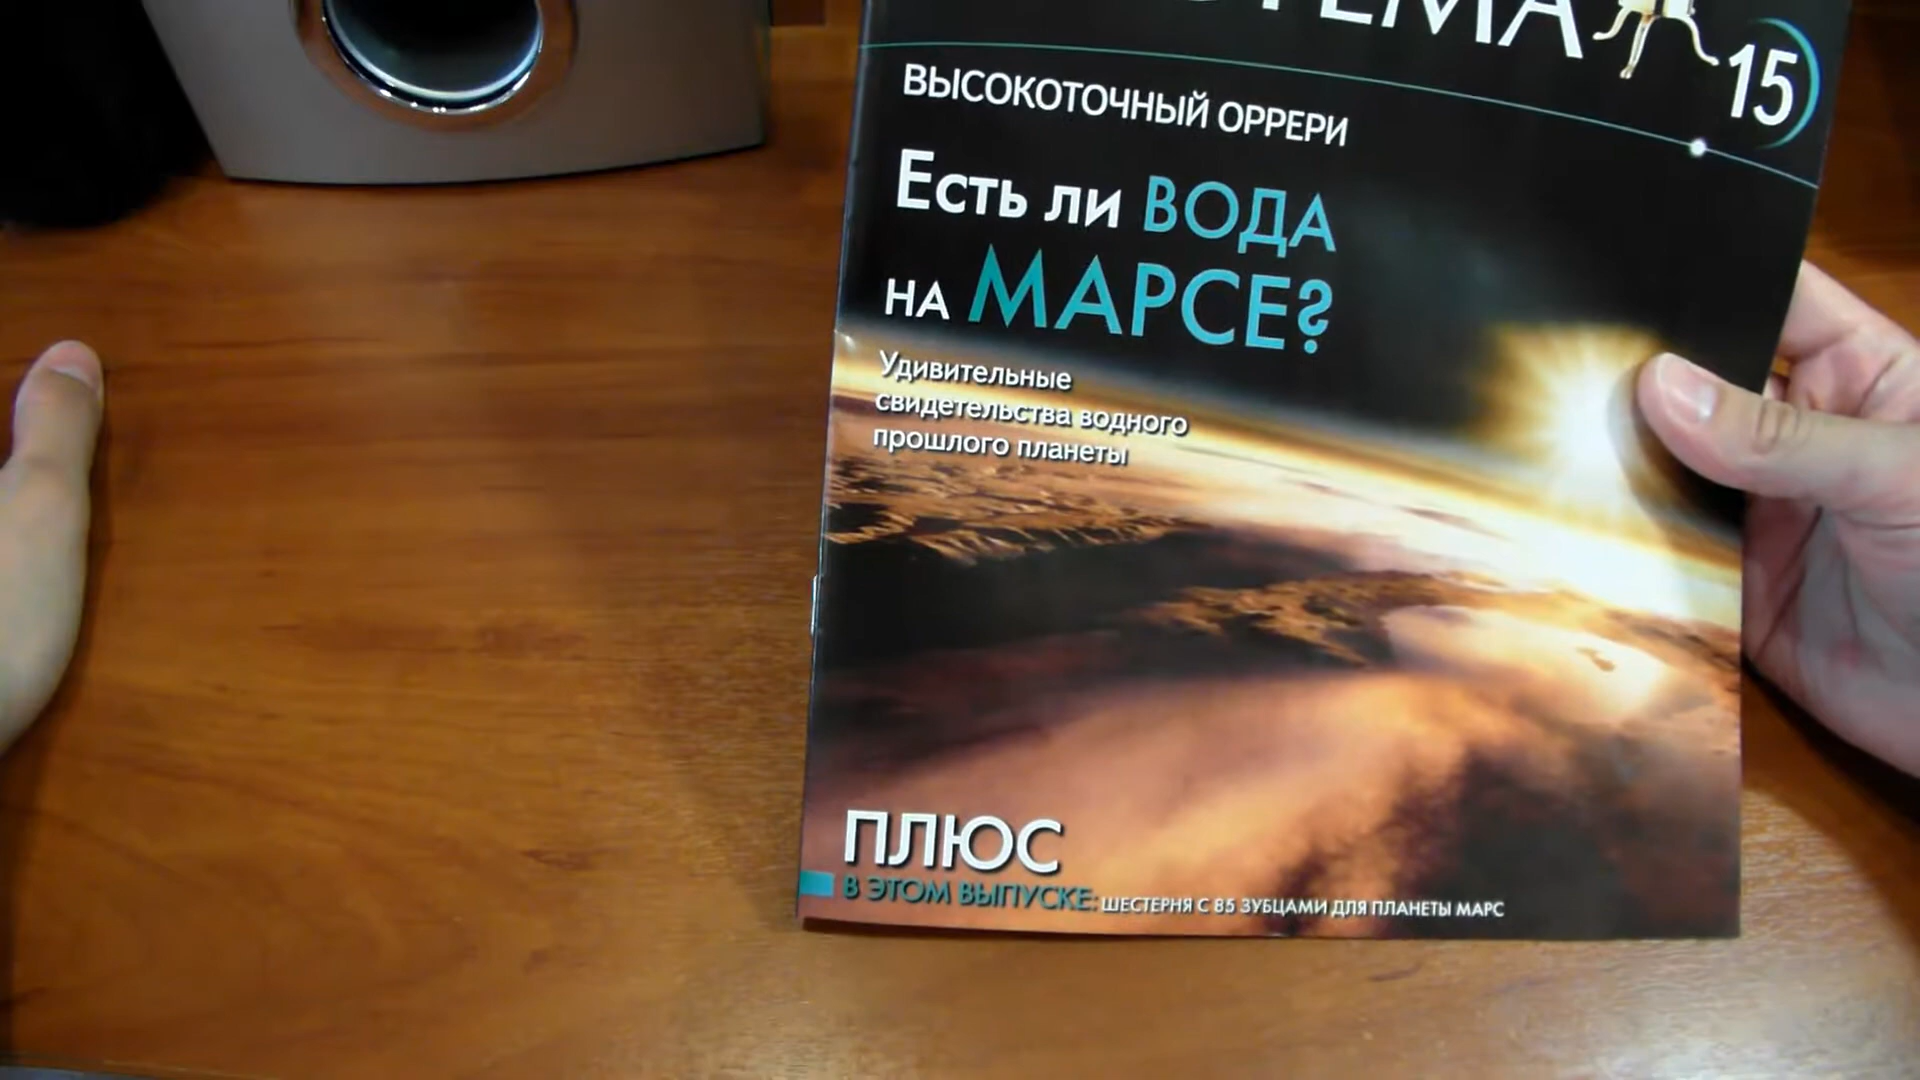 15
ВЫСОКОТОЧНЫЙ ОРРЕРИ
Есть ли ВОДА
НА МАРСЕ?
Удивительные
свидетельства водного
прошлого планеты
ПЛЮС
В ЭТОМ ВЫПУСКЕ: ШЕСТЕРНЯ С 85 ЗУБЦАМИ ДЛЯ ПЛАНЕТЫ МАРС